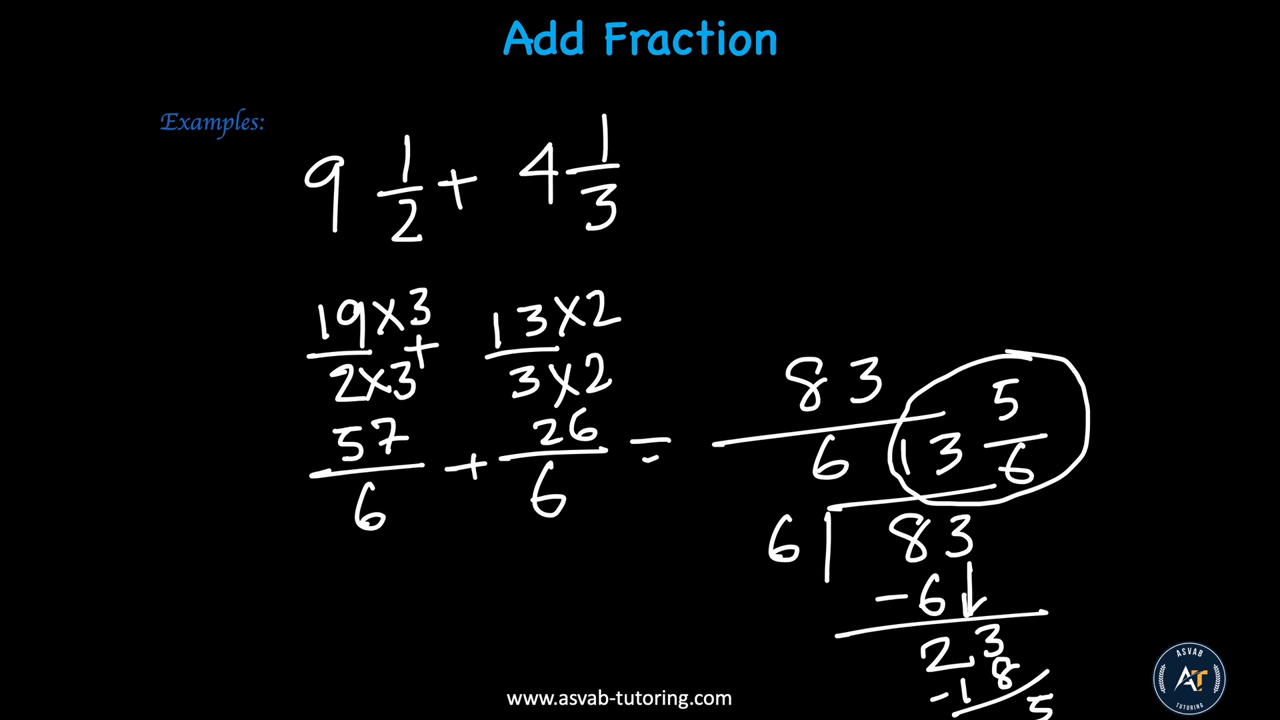 Add Fraction
Examples:
9 1/2 + 4 1/3
19×3/2×3 + 13×2/3×2
57/6 + 26/6 = 83/6
13 5/6
6 | 83
-6↓
23
-18
5
www.asvab-tutoring.com
ASVAB
AT
TUTORING